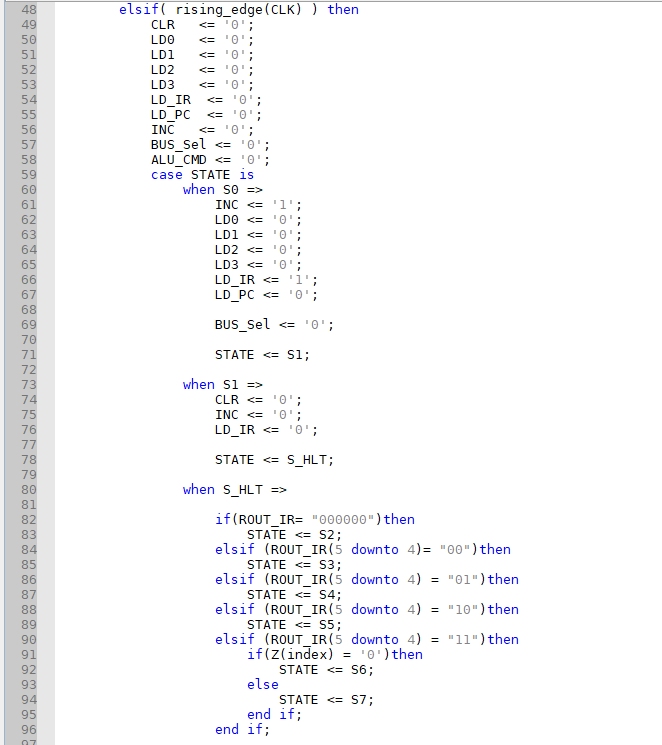 48 elsif( rising_edge(CLK) ) then
49 CLR <= '0';
50 LD0 <= '0';
51 LD1 <= '0';
52 LD2 <= '0';
53 LD3 <= '0';
54 LD_IR <= '0';
55 LD_PC <= '0';
56 INC <= '0';
57 BUS_Sel <= '0';
58 ALU_CMD <= '0';
59 case STATE is
60 when S0 =>
61 INC <= '1';
62 LD0 <= '0';
63 LD1 <= '0';
64 LD2 <= '0';
65 LD3 <= '0';
66 LD_IR <= '1';
67 LD_PC <= '0';
68
69 BUS_Sel <= '0';
70
71 STATE <= S1;
72
73 when S1 =>
74 CLR <= '0';
75 INC <= '0';
76 LD_IR <= '0';
77
78 STATE <= S_HLT;
79
80 when S_HLT =>
81
82 if(ROUT_IR= "000000")then
83 STATE <= S2;
84 elsif (ROUT_IR(5 downto 4)= "00")then
85 STATE <= S3;
86 elsif (ROUT_IR(5 downto 4) = "01")then
87 STATE <= S4;
88 elsif (ROUT_IR(5 downto 4) = "10")then
89 STATE <= S5;
90 elsif (ROUT_IR(5 downto 4) = "11")then
91 if(Z(index) = '0')then
92 STATE <= S6;
93 else
94 STATE <= S7;
95 end if;
96 end if;
97